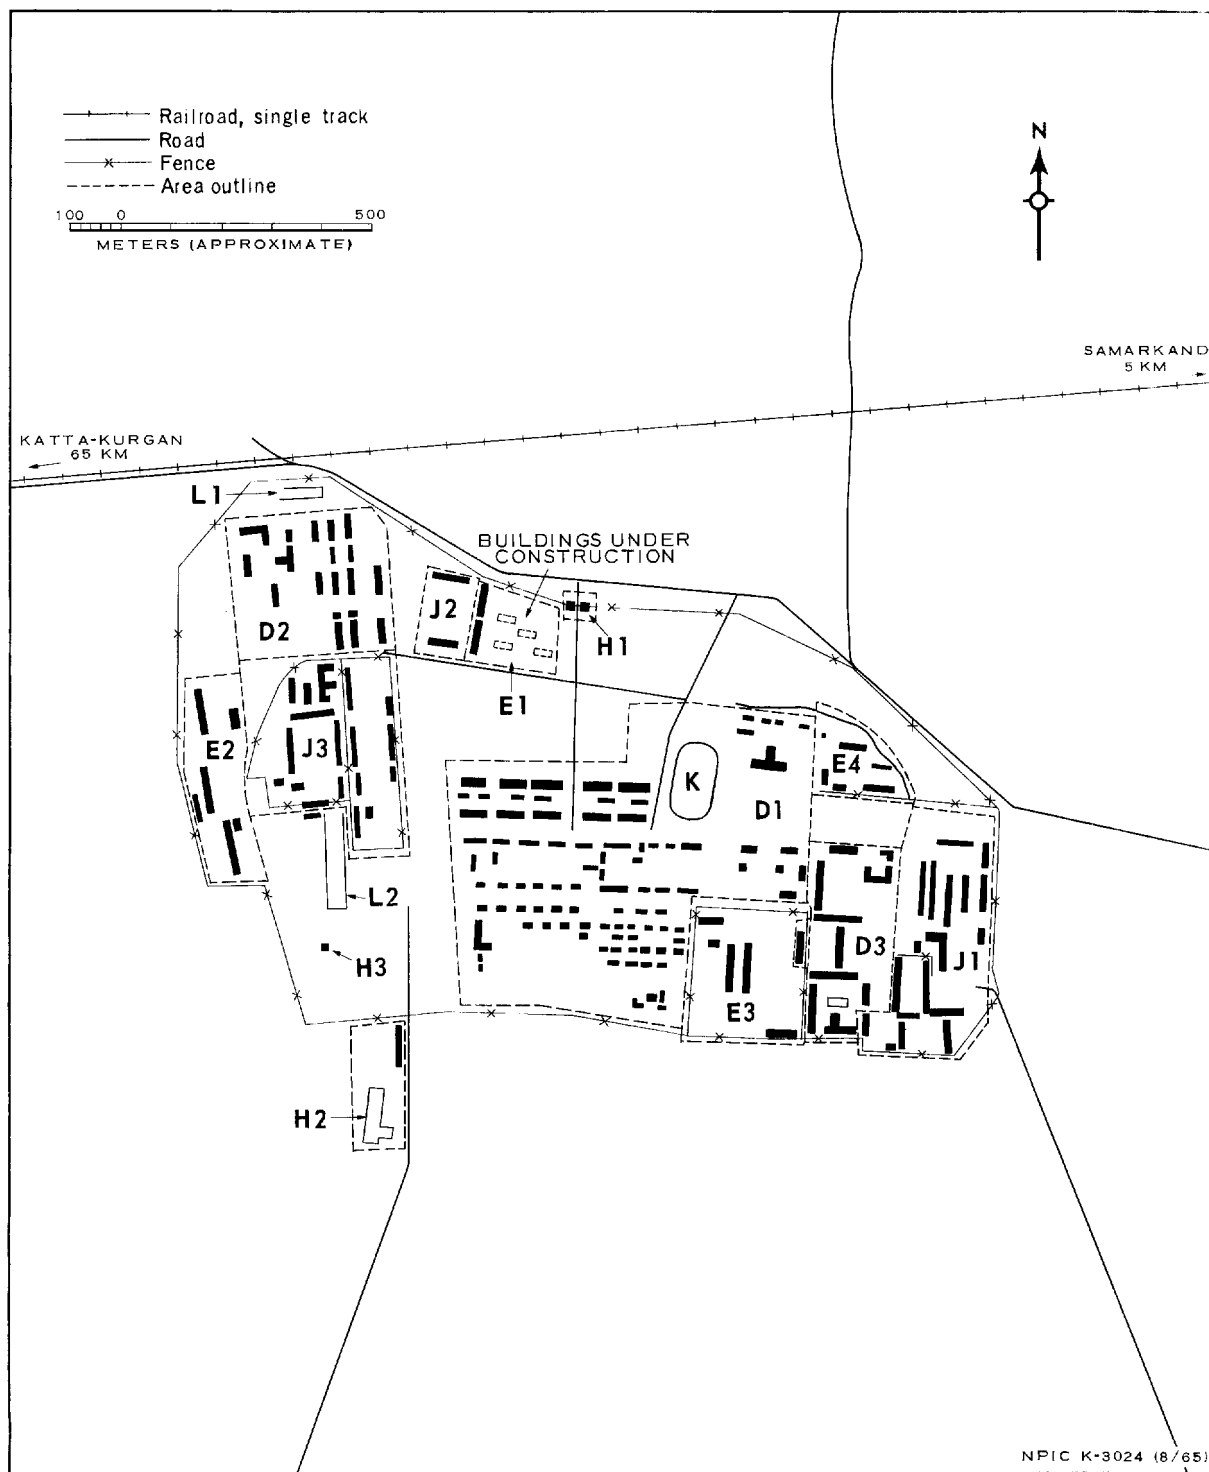 Railroad, single track
Road
Fence
Area outline
100 0 500
METERS (APPROXIMATE)
N
SAMARKAND
5 KM
KATTA-KURGAN
65 KM
L1
BUILDINGS UNDER
CONSTRUCTION
J2
D2
H1
E1
E2
J3
K
E4
D1
L2
D3
H3
J1
E3
H2
NPIC K-3024 (8/65)